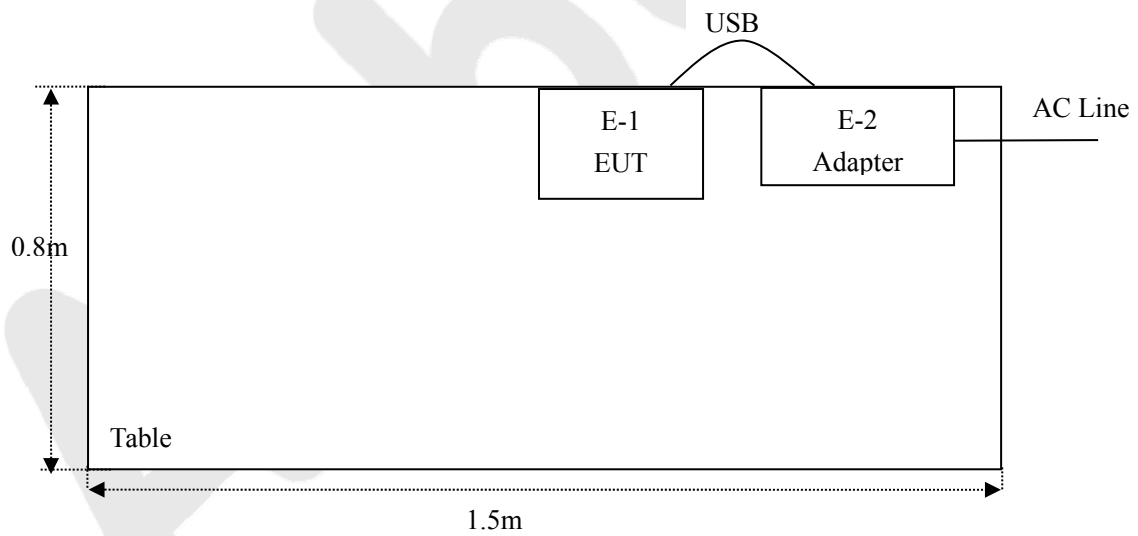 USB
E-1
EUT
E-2
Adapter
AC Line
0.8m
Table
1.5m